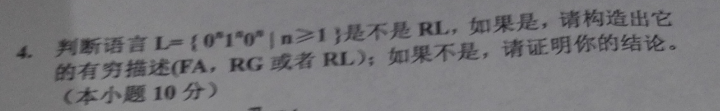 4. 判断语言 L= { 0ⁿ1ⁿ0ⁿ | n≥1 }是不是 RL，如果是，请构造出它
的有穷描述(FA，RG 或者 RL)；如果不是，请证明你的结论。
（本小题 10 分）